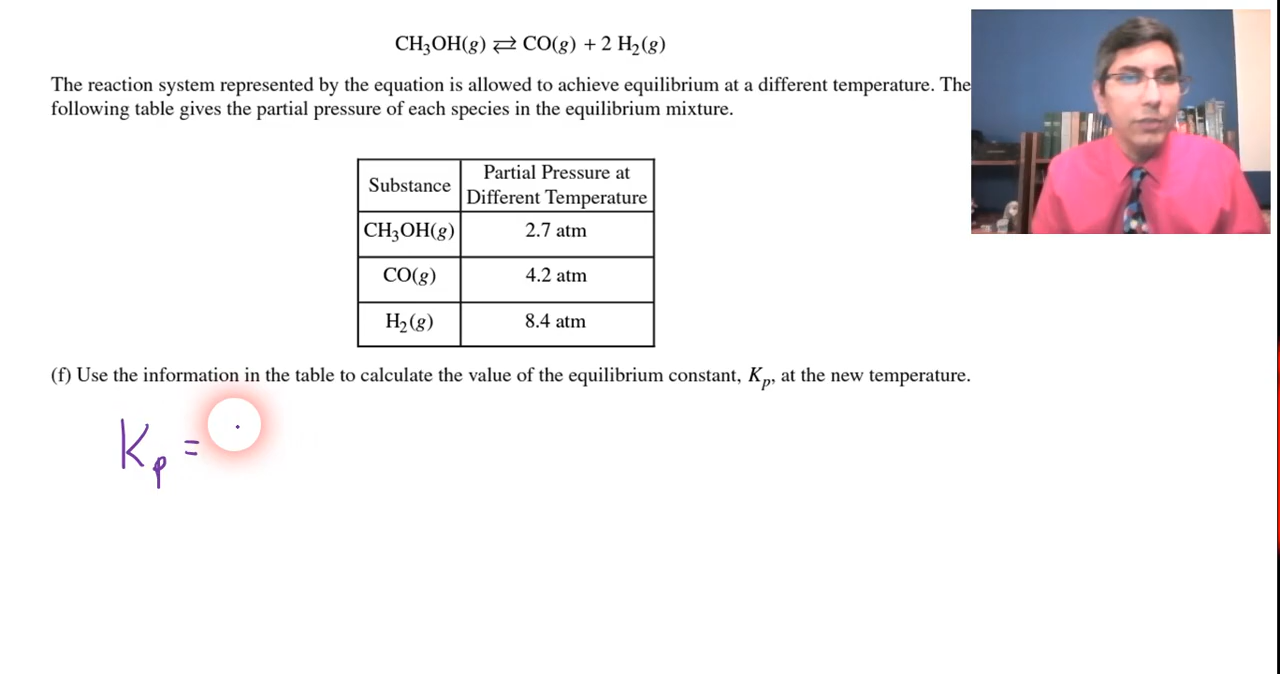 CH₃OH(g) ⇄ CO(g) + 2 H₂(g)
The reaction system represented by the equation is allowed to achieve equilibrium at a different temperature. The
following table gives the partial pressure of each species in the equilibrium mixture.
Substance Partial Pressure at
Different Temperature
CH₃OH(g) 2.7 atm
CO(g) 4.2 atm
H₂(g) 8.4 atm
(f) Use the information in the table to calculate the value of the equilibrium constant, Kₚ, at the new temperature.
Kₚ =